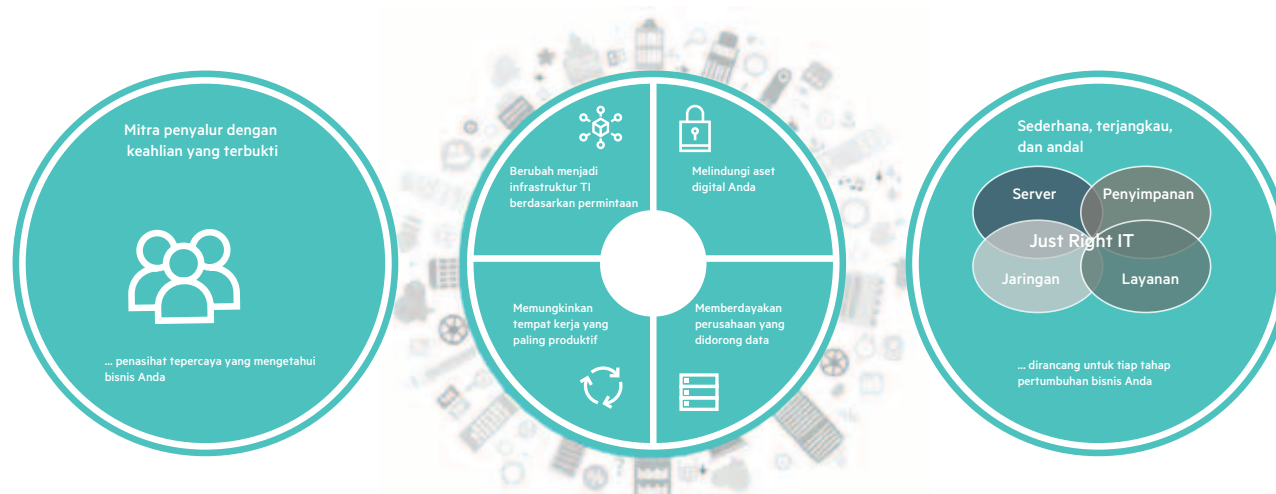 Mitra penyalur dengan
keahlian yang terbukti
... penasihat tepercaya yang mengetahui
bisnis Anda
Berubah menjadi
infrastruktur TI
berdasarkan permintaan
Melindungi aset
digital Anda
Memungkinkan
tempat kerja yang
paling produktif
Memberdayakan
perusahaan yang
didorong data
Sederhana, terjangkau,
dan andal
Server
Penyimpanan
Just Right IT
Jaringan
Layanan
... dirancang untuk tiap tahap
pertumbuhan bisnis Anda